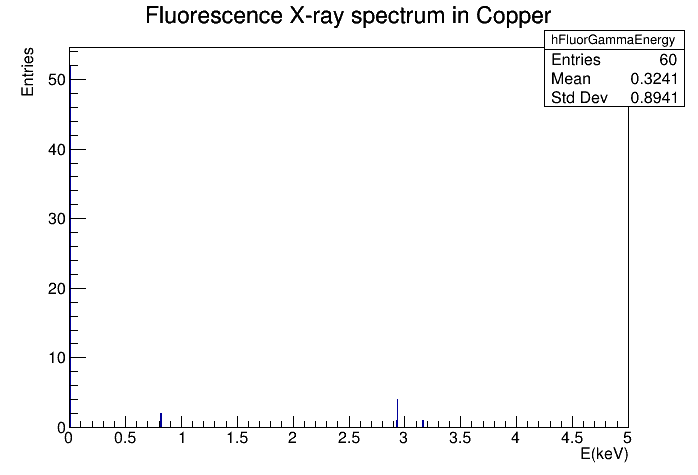 Fluorescence X-ray spectrum in Copper
hFluorGammaEnergy
Entries 60
Mean 0.3241
Std Dev 0.8941
Entries
50
40
30
20
10
0
0 0.5 1 1.5 2 2.5 3 3.5 4 4.5 5
E(keV)